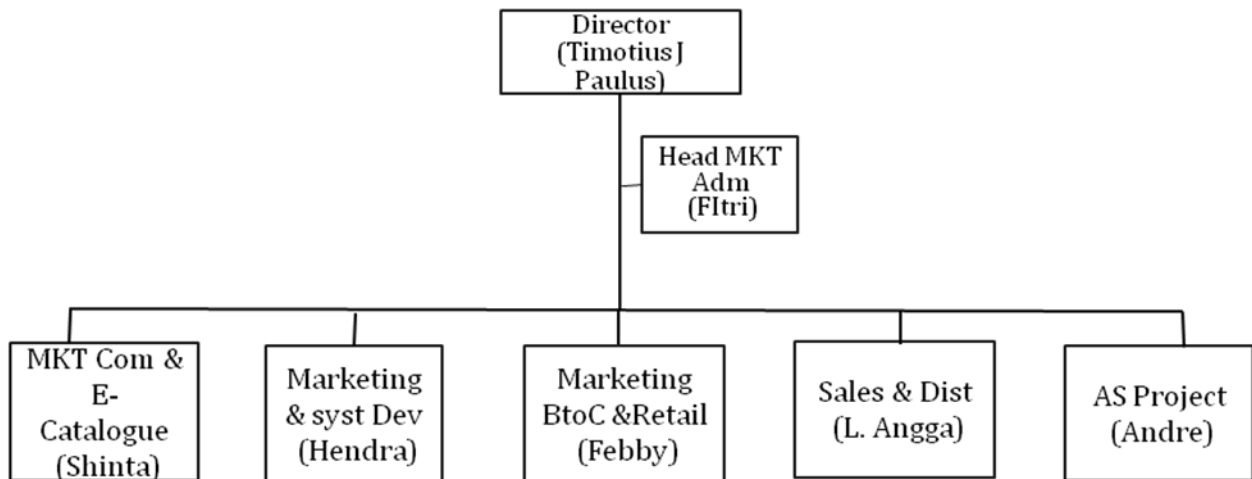 Director
(Timotius J
Paulus)
Head MKT
Adm
(FItri)
MKT Com &
E-
Catalogue
(Shinta)
Marketing
& syst Dev
(Hendra)
Marketing
BtoC &Retail
(Febby)
Sales & Dist
(L. Angga)
AS Project
(Andre)